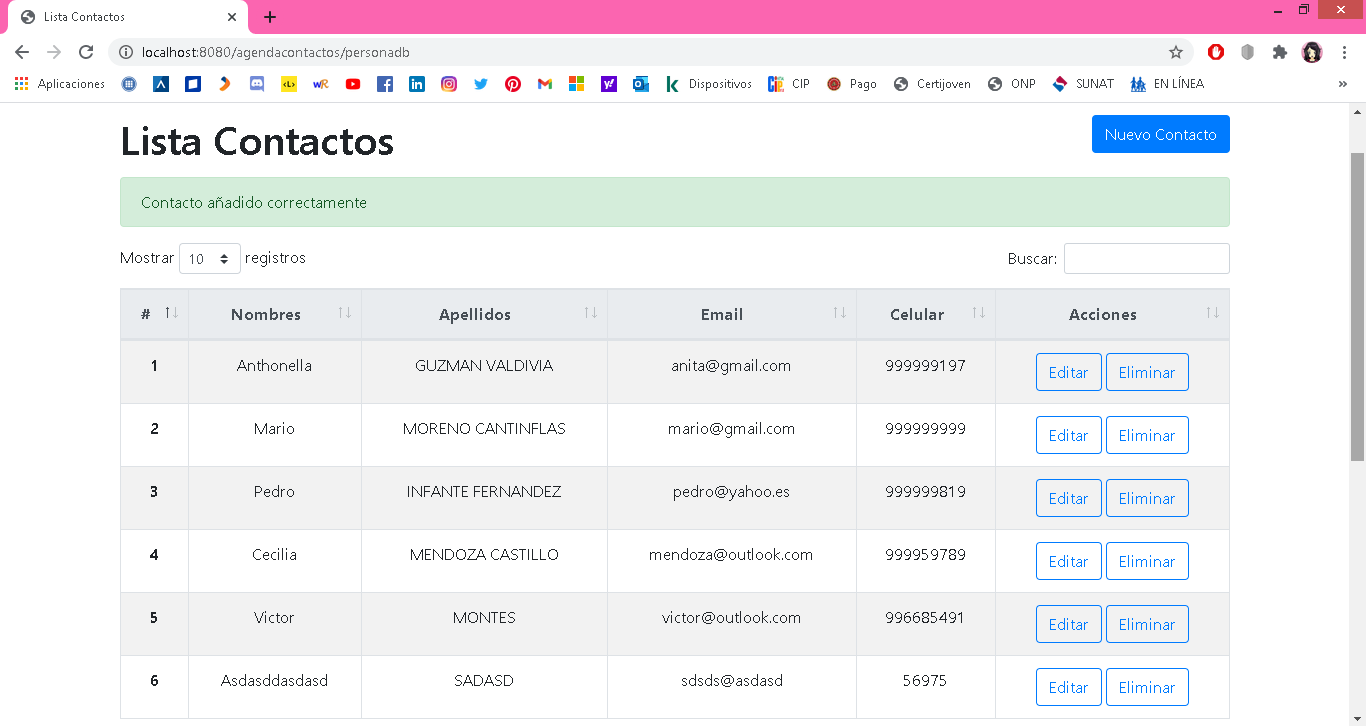 Lista Contactos
localhost:8080/agendacontactos/personadb
Aplicaciones <L> wR Dispositivos CIP Pago Certijoven ONP SUNAT EN LÍNEA »
Lista Contactos
Nuevo Contacto
Contacto añadido correctamente
Mostrar 10 registros Buscar:
# Nombres Apellidos Email Celular Acciones
1 Anthonella GUZMAN VALDIVIA anita@gmail.com 999999197 Editar Eliminar
2 Mario MORENO CANTINFLAS mario@gmail.com 999999999 Editar Eliminar
3 Pedro INFANTE FERNANDEZ pedro@yahoo.es 999999819 Editar Eliminar
4 Cecilia MENDOZA CASTILLO mendoza@outlook.com 999959789 Editar Eliminar
5 Victor MONTES victor@outlook.com 996685491 Editar Eliminar
6 Asdasddasdasd SADASD sdsds@asdasd 56975 Editar Eliminar